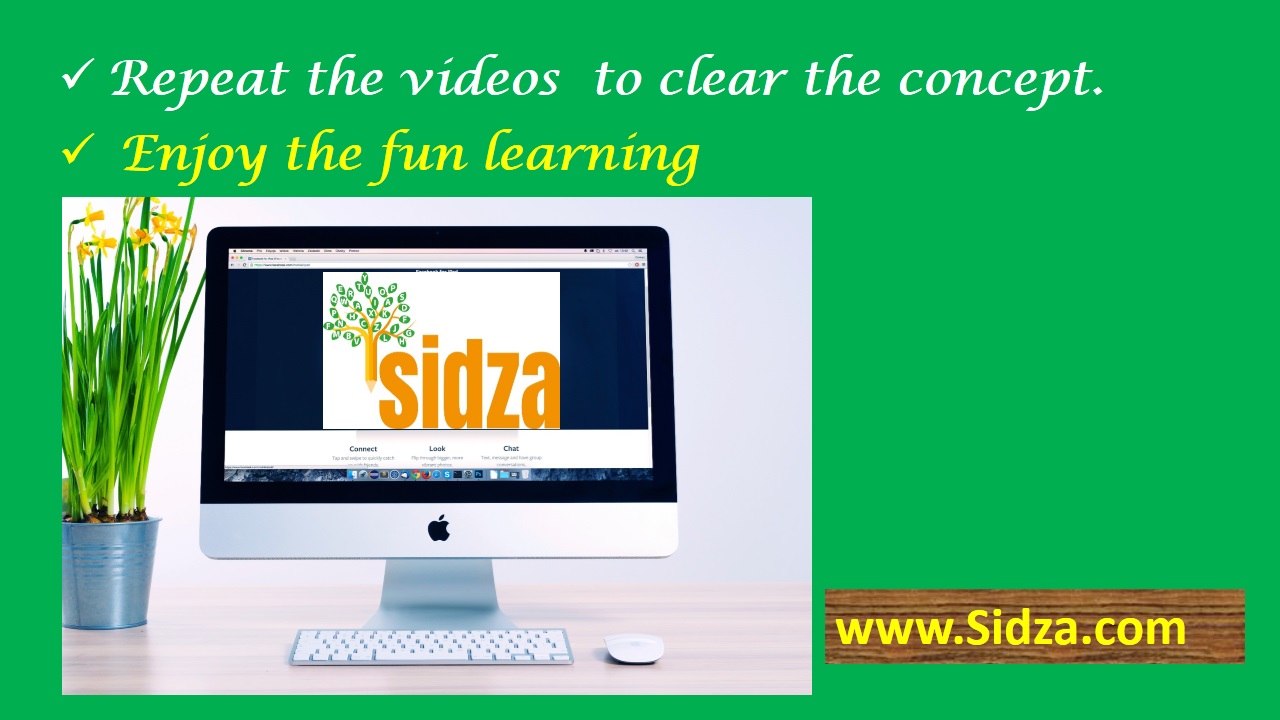 ✓ Repeat the videos to clear the concept.
✓ Enjoy the fun learning
sidza
Connect Look Chat
www.Sidza.com